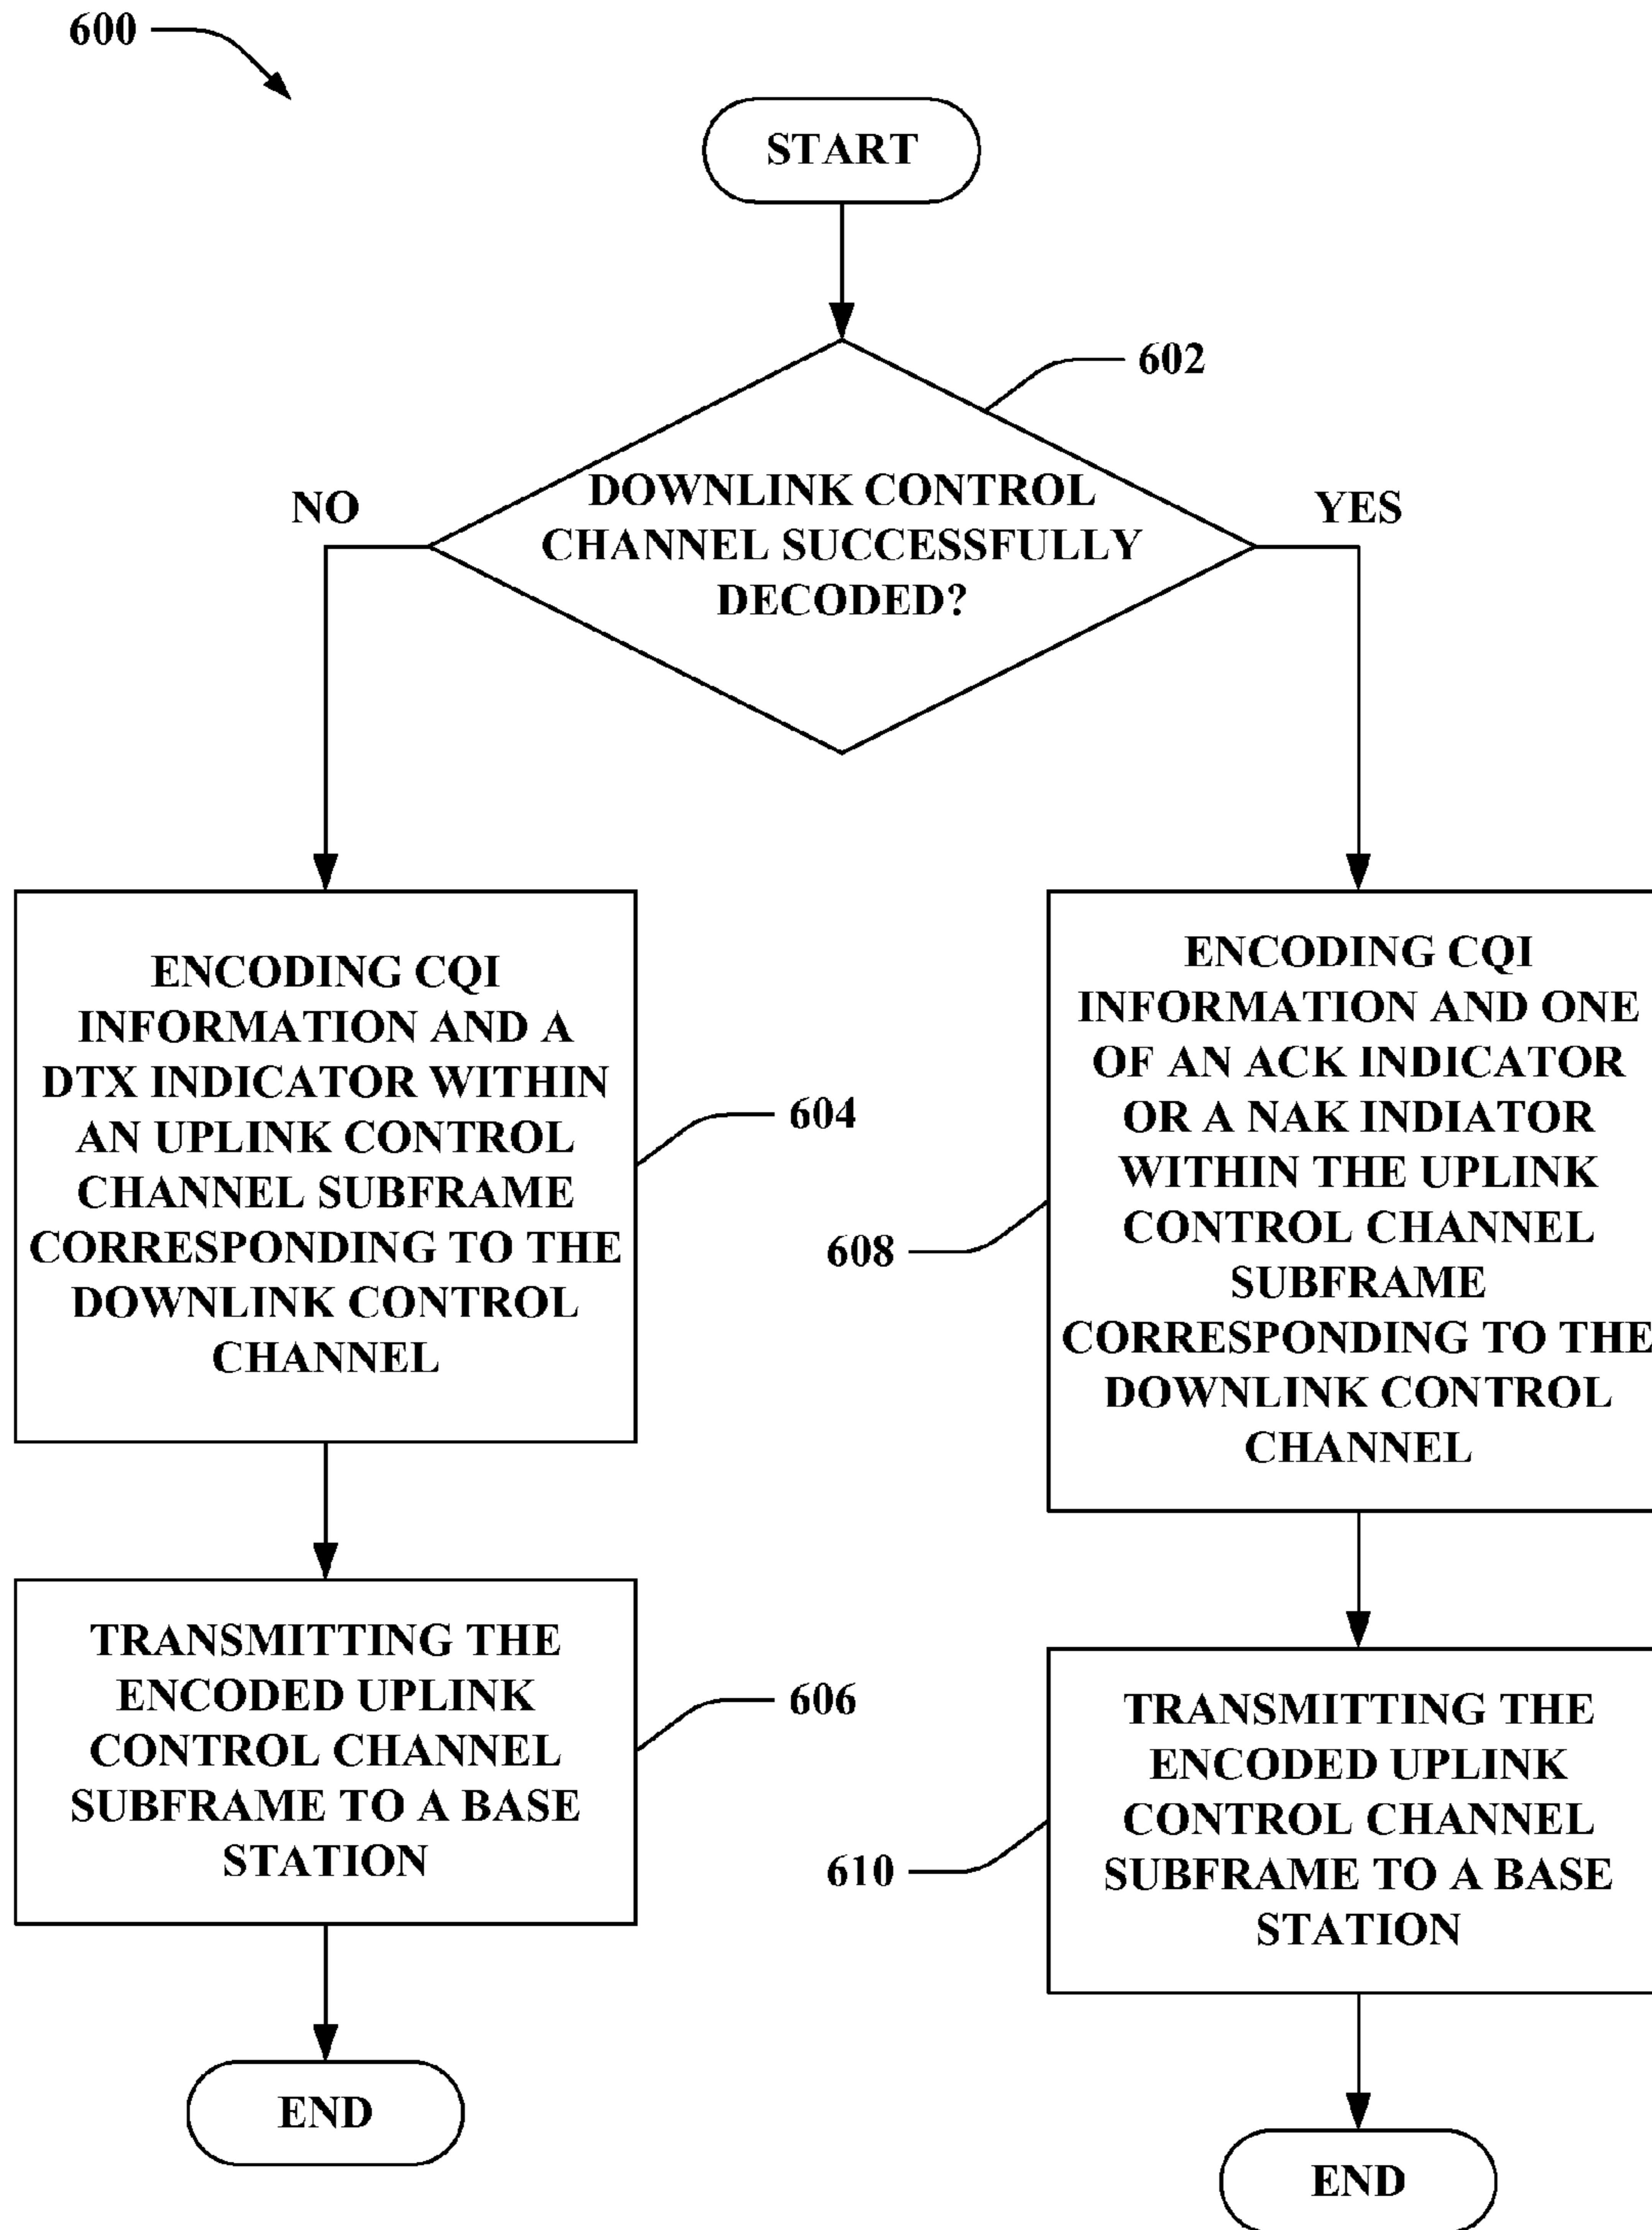 600
START
602
DOWNLINK CONTROL
CHANNEL SUCCESSFULLY
DECODED?
NO
YES
ENCODING CQI
INFORMATION AND A
DTX INDICATOR WITHIN
AN UPLINK CONTROL
CHANNEL SUBFRAME
CORRESPONDING TO THE
DOWNLINK CONTROL
CHANNEL
604
TRANSMITTING THE
ENCODED UPLINK
CONTROL CHANNEL
SUBFRAME TO A BASE
STATION
606
END
ENCODING CQI
INFORMATION AND ONE
OF AN ACK INDICATOR
OR A NAK INDIATOR
WITHIN THE UPLINK
CONTROL CHANNEL
SUBFRAME
CORRESPONDING TO THE
DOWNLINK CONTROL
CHANNEL
608
TRANSMITTING THE
ENCODED UPLINK
CONTROL CHANNEL
SUBFRAME TO A BASE
STATION
610
END